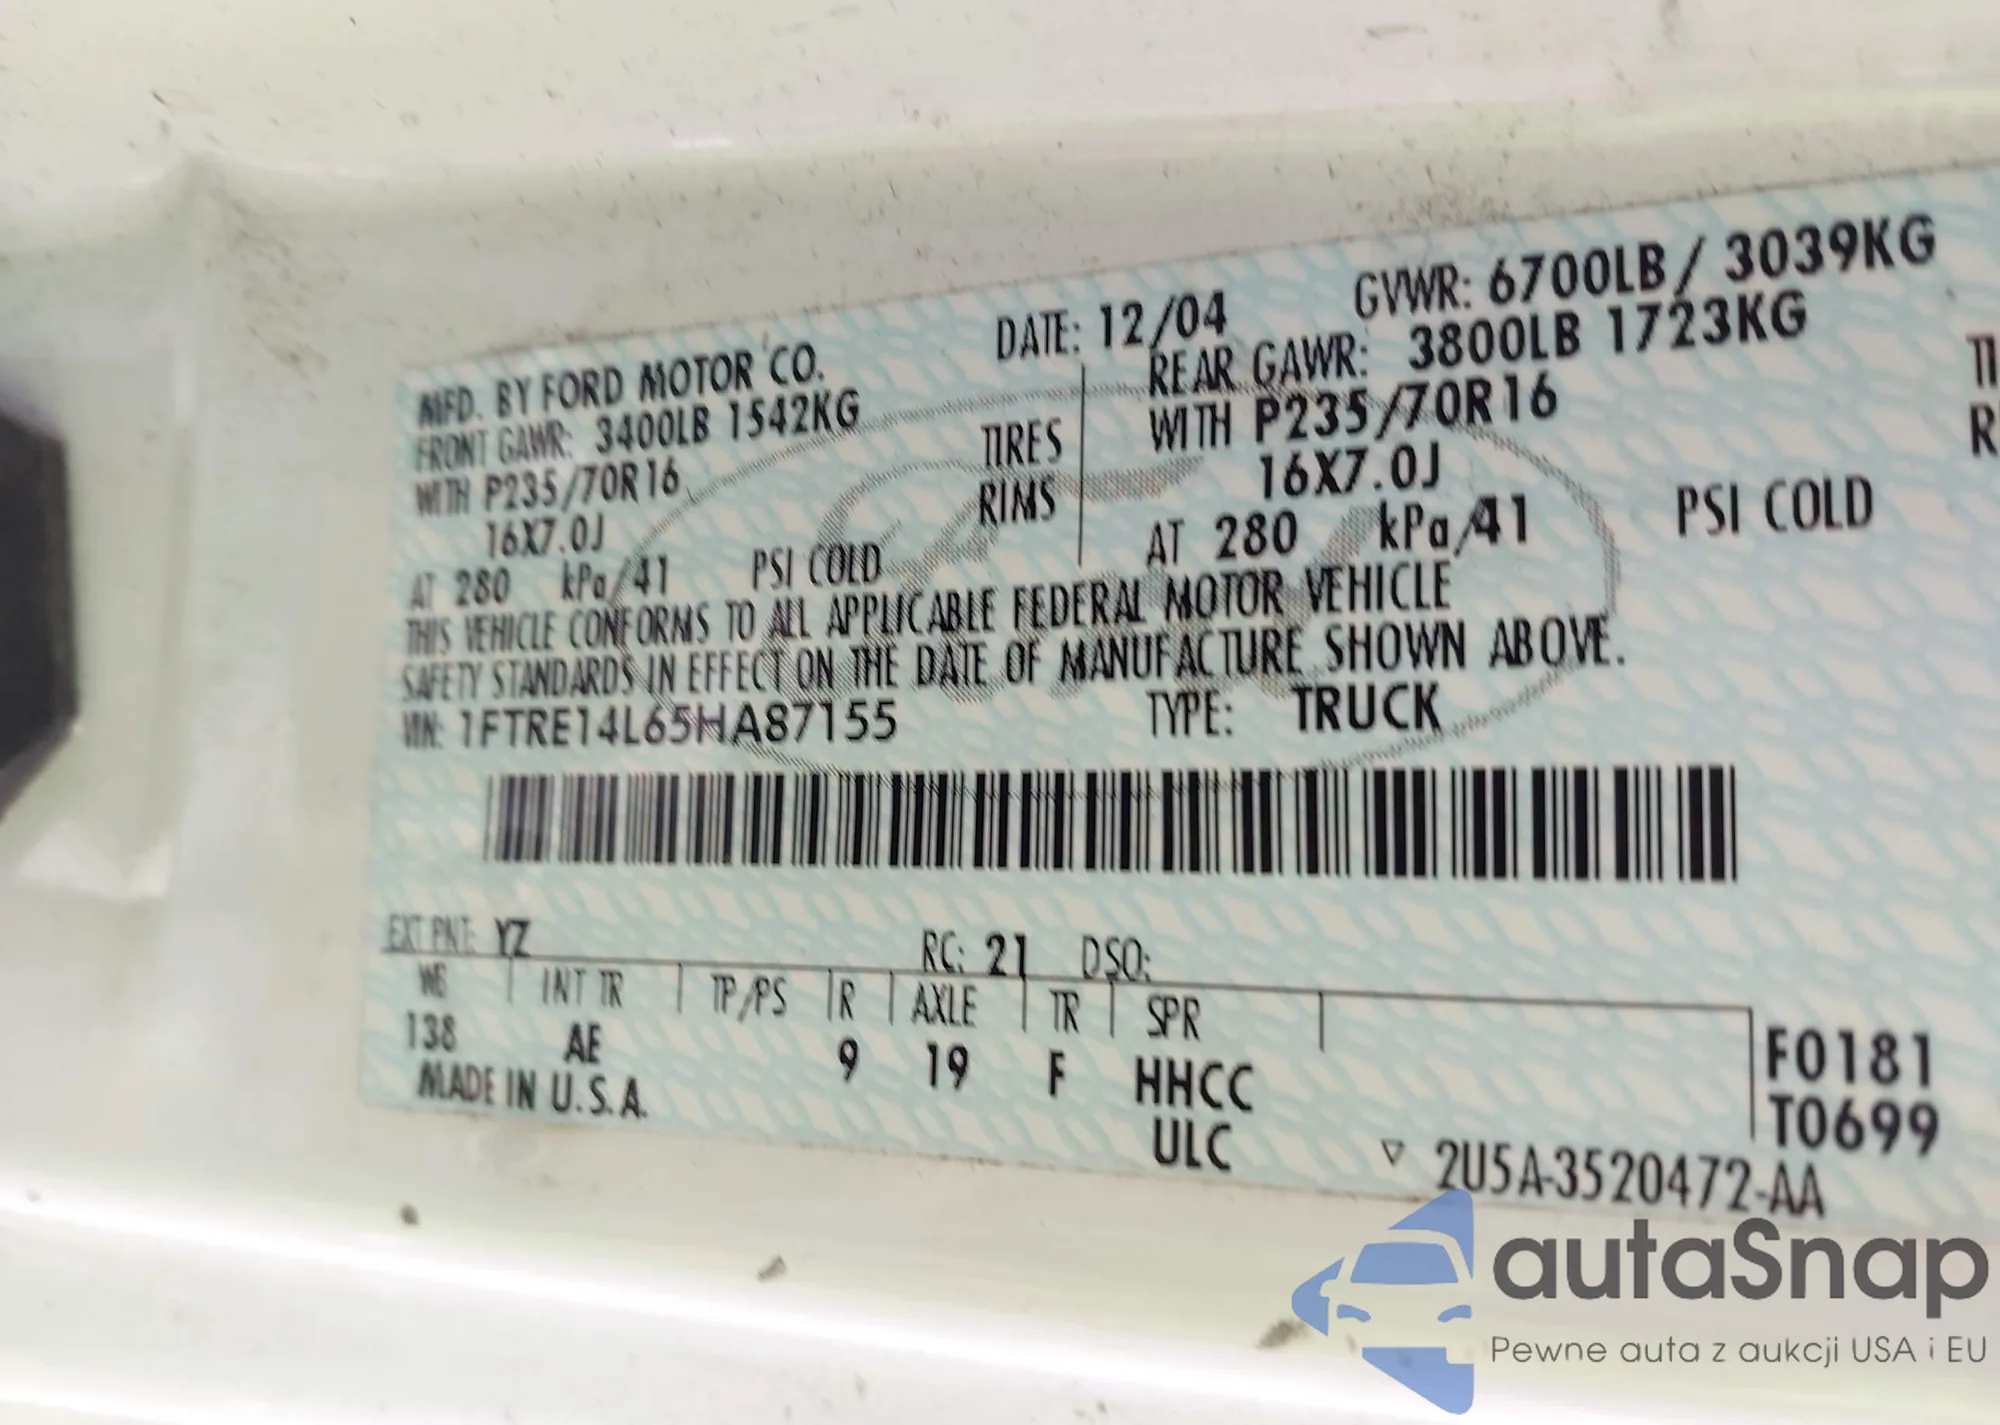 MFD. BY FORD MOTOR CO. DATE: 12/04 GVWR: 6700LB / 3039KG
FRONT GAWR: 3400LB 1542KG REAR GAWR: 3800LB 1723KG
WITH P235/70R16 TIRES WITH P235/70R16 TI
16X7.0J RIMS 16X7.0J R
AT 280 kPa/41 PSI COLD AT 280 kPa/41 PSI COLD
THIS VEHICLE CONFORMS TO ALL APPLICABLE FEDERAL MOTOR VEHICLE
SAFETY STANDARDS IN EFFECT ON THE DATE OF MANUFACTURE SHOWN ABOVE.
VIN: 1FTRE14L65HA87155 TYPE: TRUCK
EXT PNT: YZ RC: 21 DSO:
WB INT TR TP/PS R AXLE TR SPR
138 AE 9 19 F HHCC F0181
MADE IN U.S.A. ULC T0699
▽ 2U5A-3520472-AA
autaSnap
Pewne auta z aukcji USA i EU